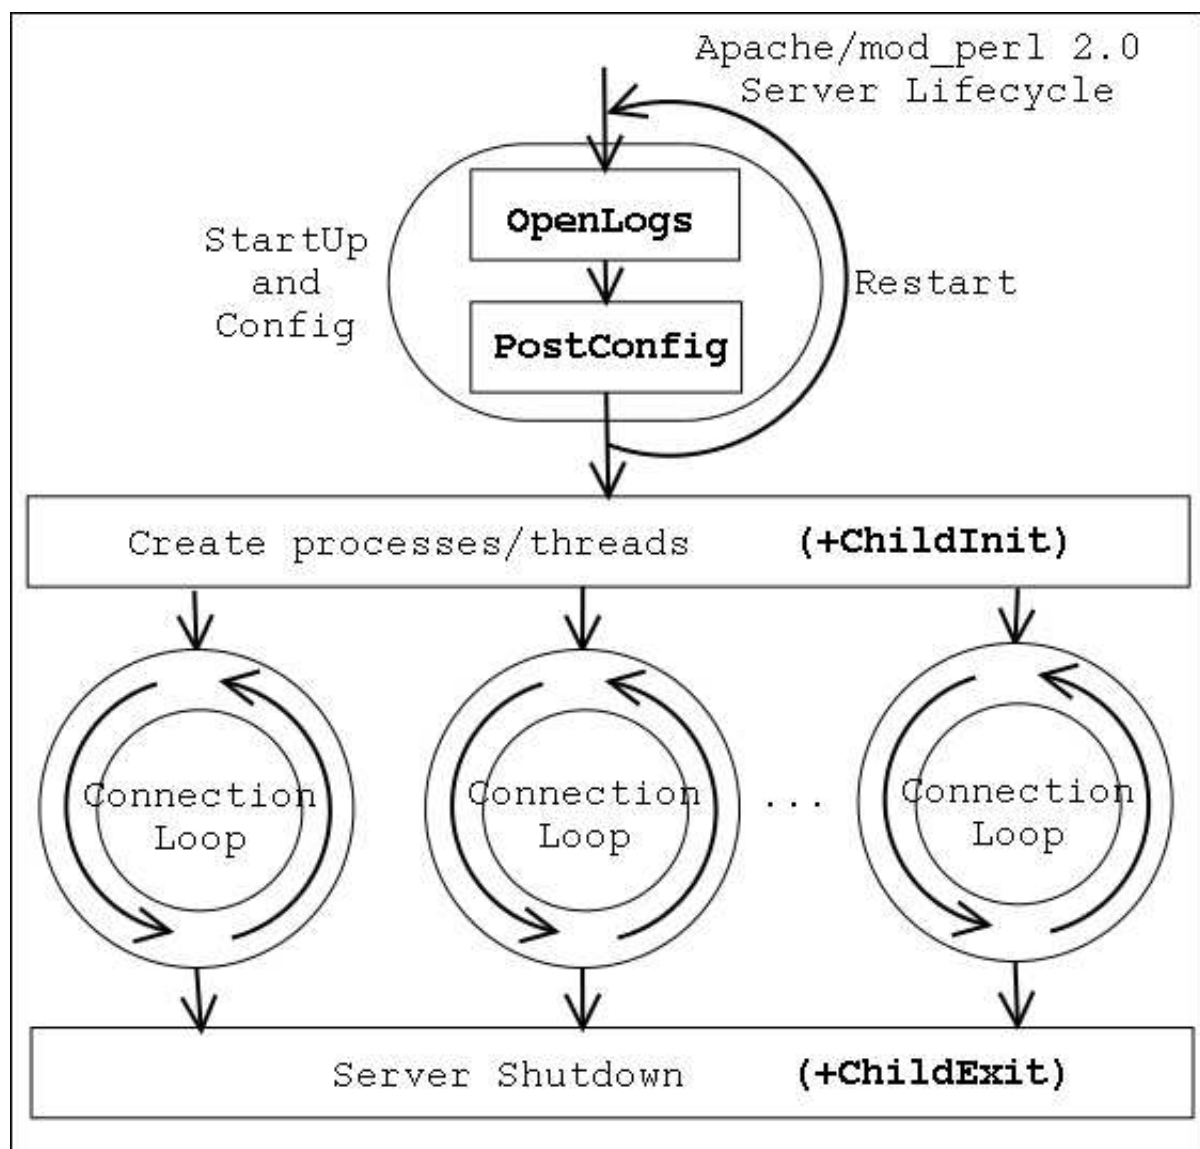 Apache/mod_perl 2.0
Server Lifecycle
OpenLogs
StartUp
and
Config
Restart
PostConfig
Create processes/threads (+ChildInit)
Connection
Loop
Connection
Loop
...
Connection
Loop
Server Shutdown (+ChildExit)